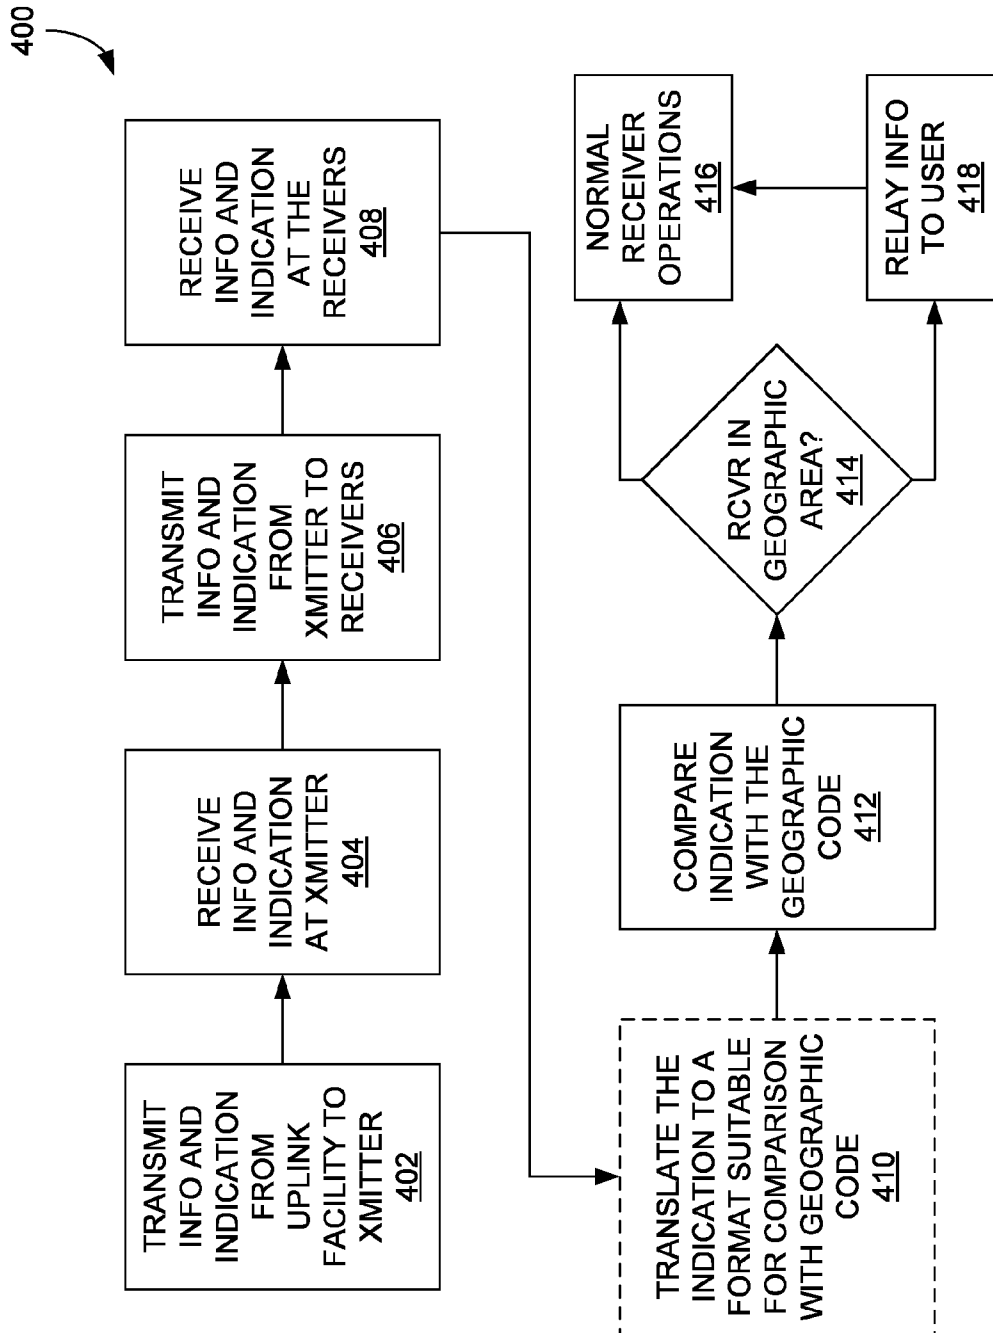 400
TRANSMIT
INFO AND
INDICATION
FROM
UPLINK
FACILITY TO
XMITTER
402
RECEIVE
INFO AND
INDICATION
AT XMITTER
404
TRANSMIT
INFO AND
INDICATION
FROM
XMITTER TO
RECEIVERS
406
RECEIVE
INFO AND
INDICATION
AT THE
RECEIVERS
408
TRANSLATE THE
INDICATION TO A
FORMAT SUITABLE
FOR COMPARISON
WITH GEOGRAPHIC
CODE
410
COMPARE
INDICATION
WITH THE
GEOGRAPHIC
CODE
412
RCVR IN
GEOGRAPHIC
AREA?
414
NORMAL
RECEIVER
OPERATIONS
416
RELAY INFO
TO USER
418